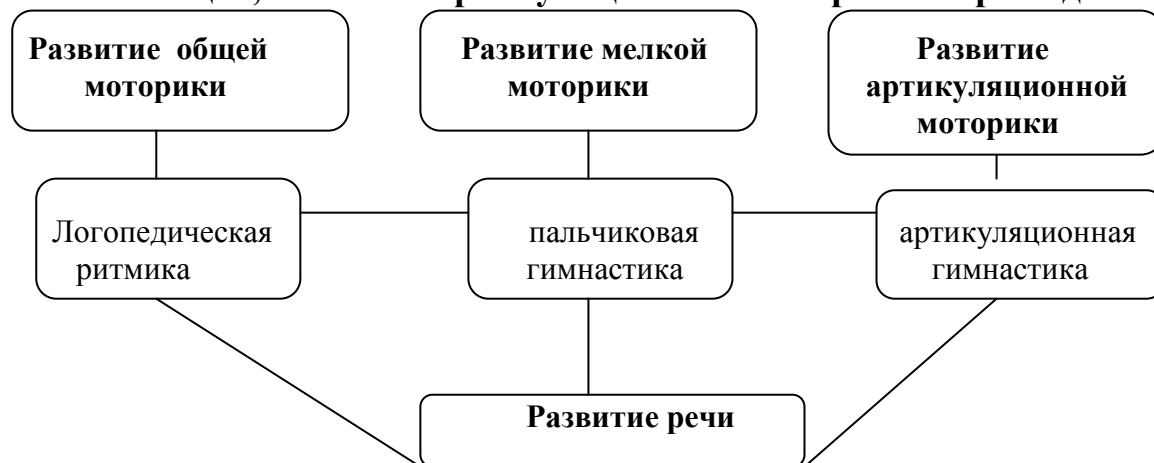 Развитие общей
моторики
Развитие мелкой
моторики
Развитие
артикуляционной
моторики
Логопедическая
ритмика
пальчиковая
гимнастика
артикуляционная
гимнастика
Развитие речи